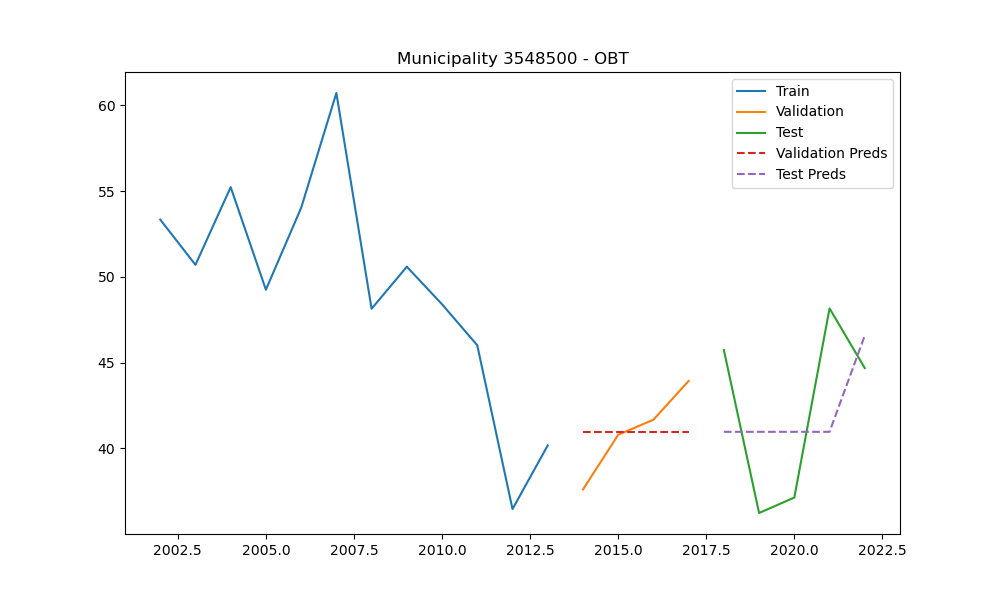 Municipality 3548500 - OBT
Train
Validation
Test
Validation Preds
Test Preds
60
55
50
45
40
2002.5 2005.0 2007.5 2010.0 2012.5 2015.0 2017.5 2020.0 2022.5